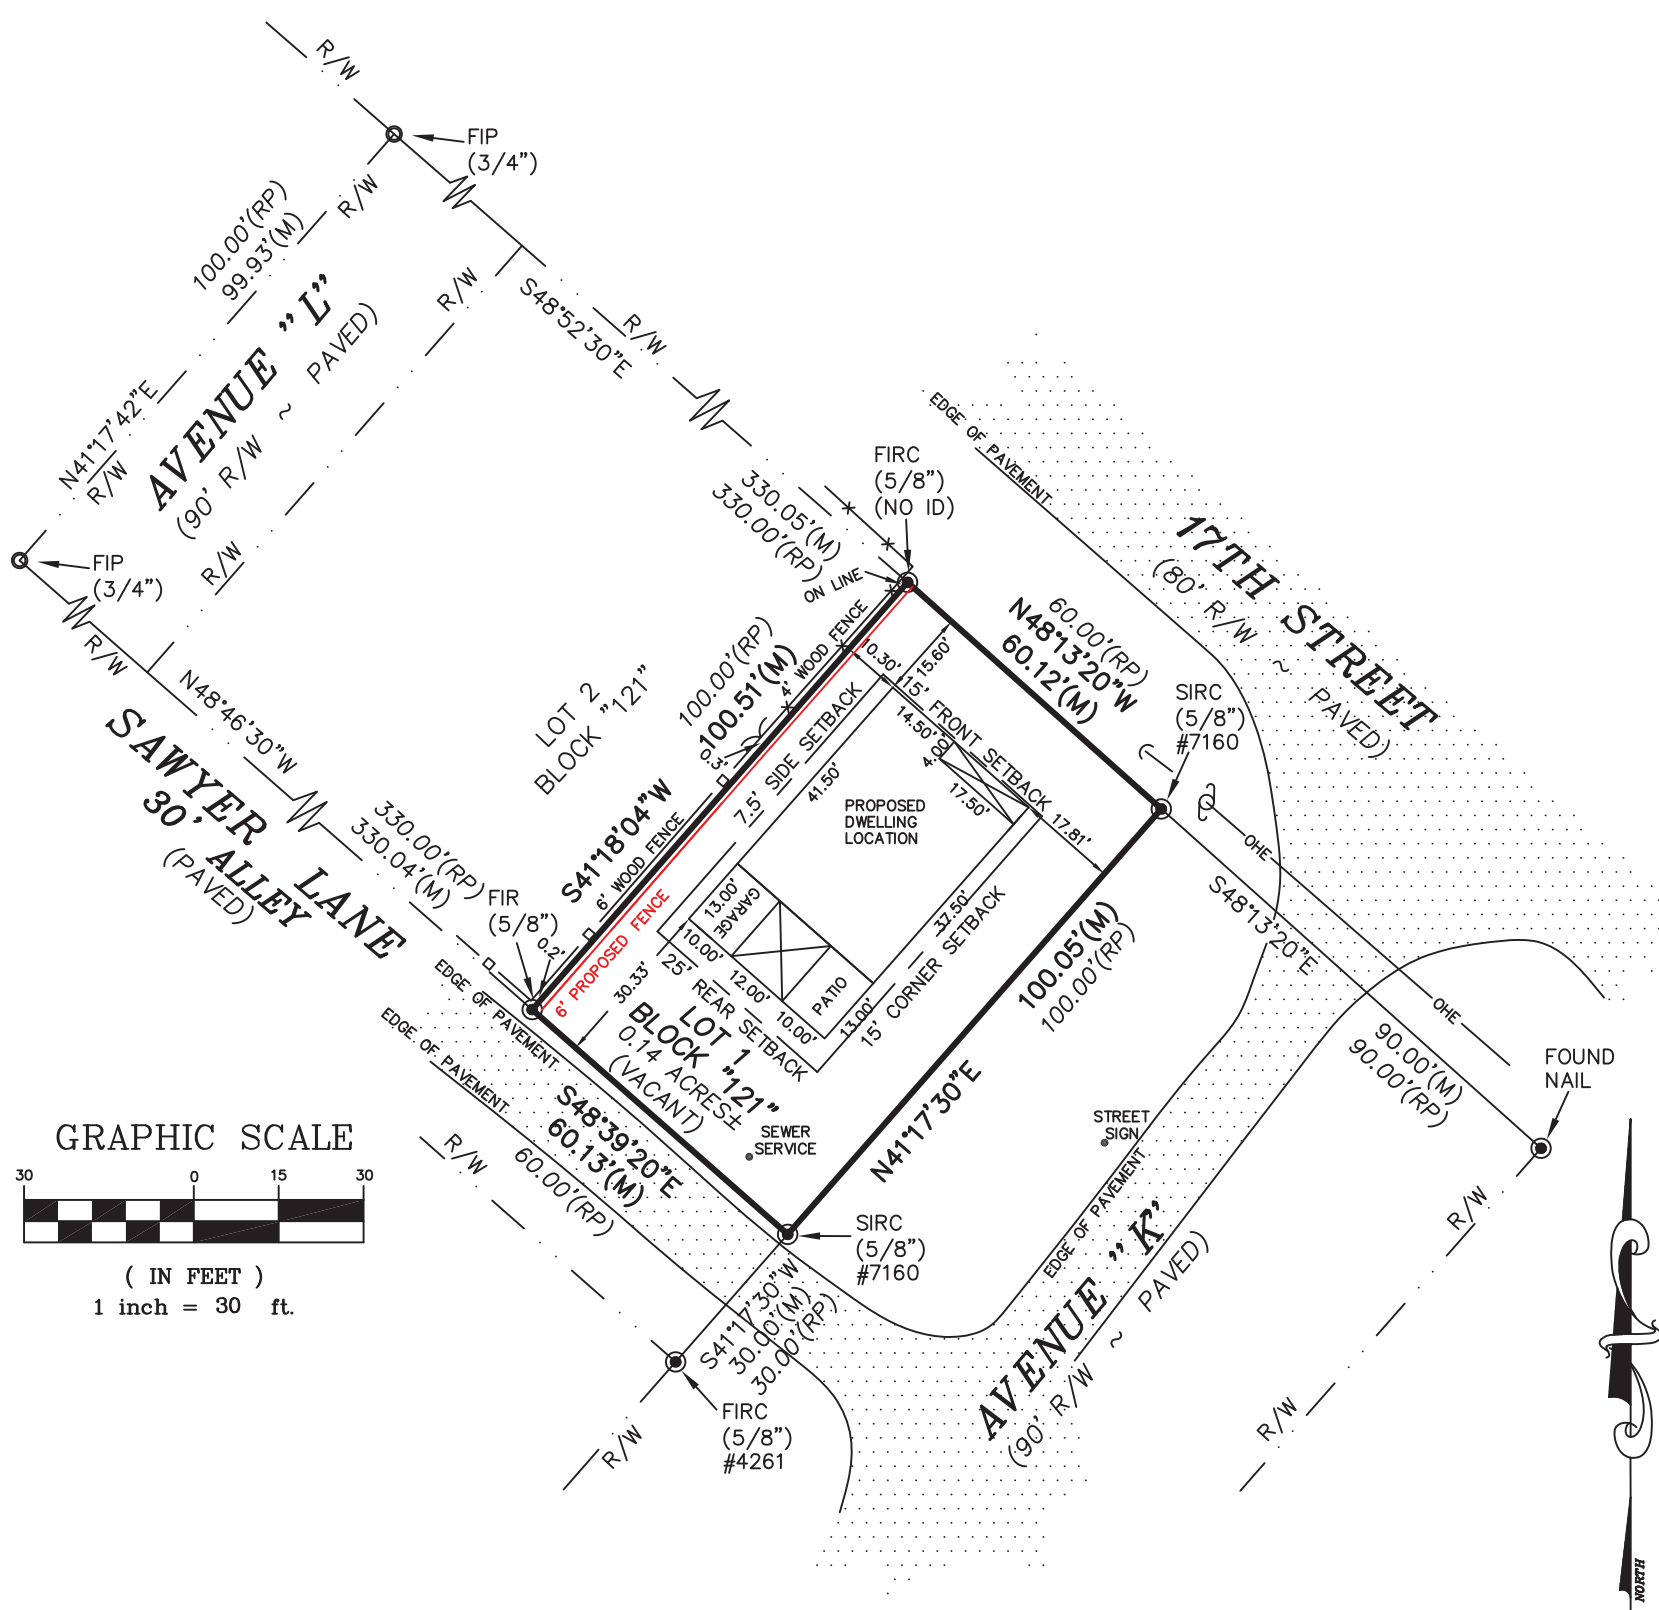 R/W
FIP
(3/4")
100.00'(RP)
99.93'(M)
R/W
N41°17'42"E
R/W
AVENUE "L"
(90' R/W ~ PAVED)
R/W
R/W
S48°52'30"E
R/W
FIP
(3/4")
R/W
N48°46'30"W
SAWYER LANE
30' ALLEY
(PAVED)
330.00'(RP)
330.04'(M)
330.05'(M)
330.00'(RP)
ON LINE
FIRC
(5/8")
(NO ID)
EDGE OF PAVEMENT
17TH STREET
(80' R/W ~ PAVED)
60.00'(RP)
N48°13'20"W
60.12'(M)
SIRC
(5/8")
#7160
LOT 2
BLOCK "121"
100.00'(RP)
100.51'(M)
S41°18'04"W
4' WOOD FENCE
0.3'
6' WOOD FENCE
6' PROPOSED FENCE
0.2'
FIR
(5/8")
10.30'
15.60'
15' FRONT SETBACK
7.5' SIDE SETBACK
14.50'
4.00'
17.50'
41.50'
17.81'
PROPOSED
DWELLING
LOCATION
13.00'
GARAGE
10.00'
12.00'
10.00'
PATIO
13.00'
37.50'
15' CORNER SETBACK
25' REAR SETBACK
30.33'
LOT 1
BLOCK "121"
0.14 ACRES±
(VACANT)
SEWER
SERVICE
100.05'(M)
100.00'(RP)
N41°17'30"E
OHE
S48°13'20"E
OHE
90.00'(M)
90.00'(RP)
FOUND
NAIL
R/W
R/W
STREET
SIGN
EDGE OF PAVEMENT
AVENUE "K"
(90' R/W ~ PAVED)
EDGE OF PAVEMENT
EDGE OF PAVEMENT
S48°39'20"E
60.13'(M)
60.00'(RP)
R/W
SIRC
(5/8")
#7160
S41°17'30"W
30.00'(M)
30.00'(RP)
FIRC
(5/8")
#4261
R/W
GRAPHIC SCALE
30 0 15 30
( IN FEET )
1 inch = 30 ft.
NORTH